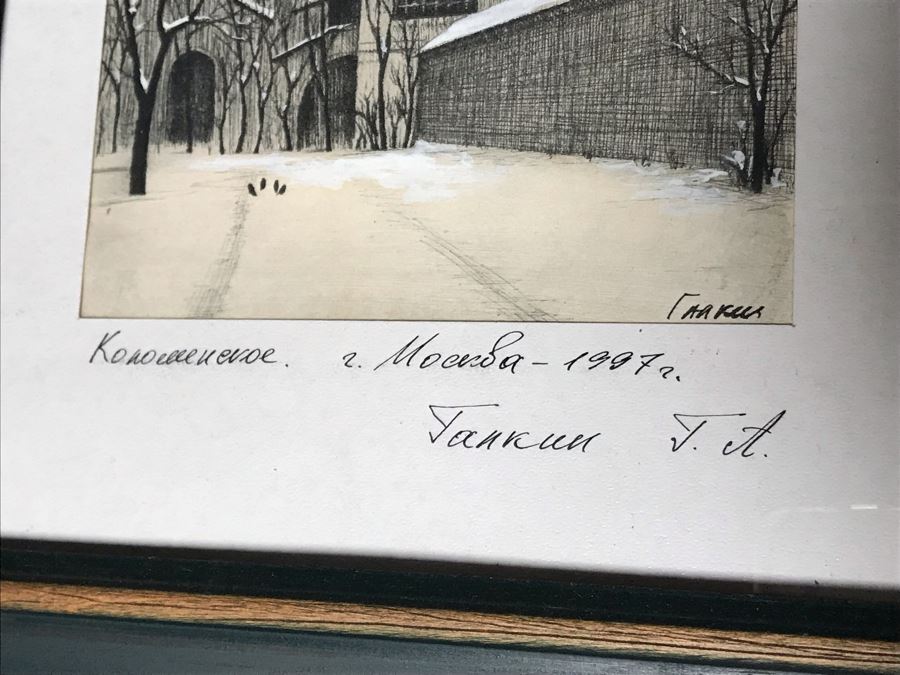 Галкин
Коломенское. г. Москва - 1997 г.
Галкин Г. А.